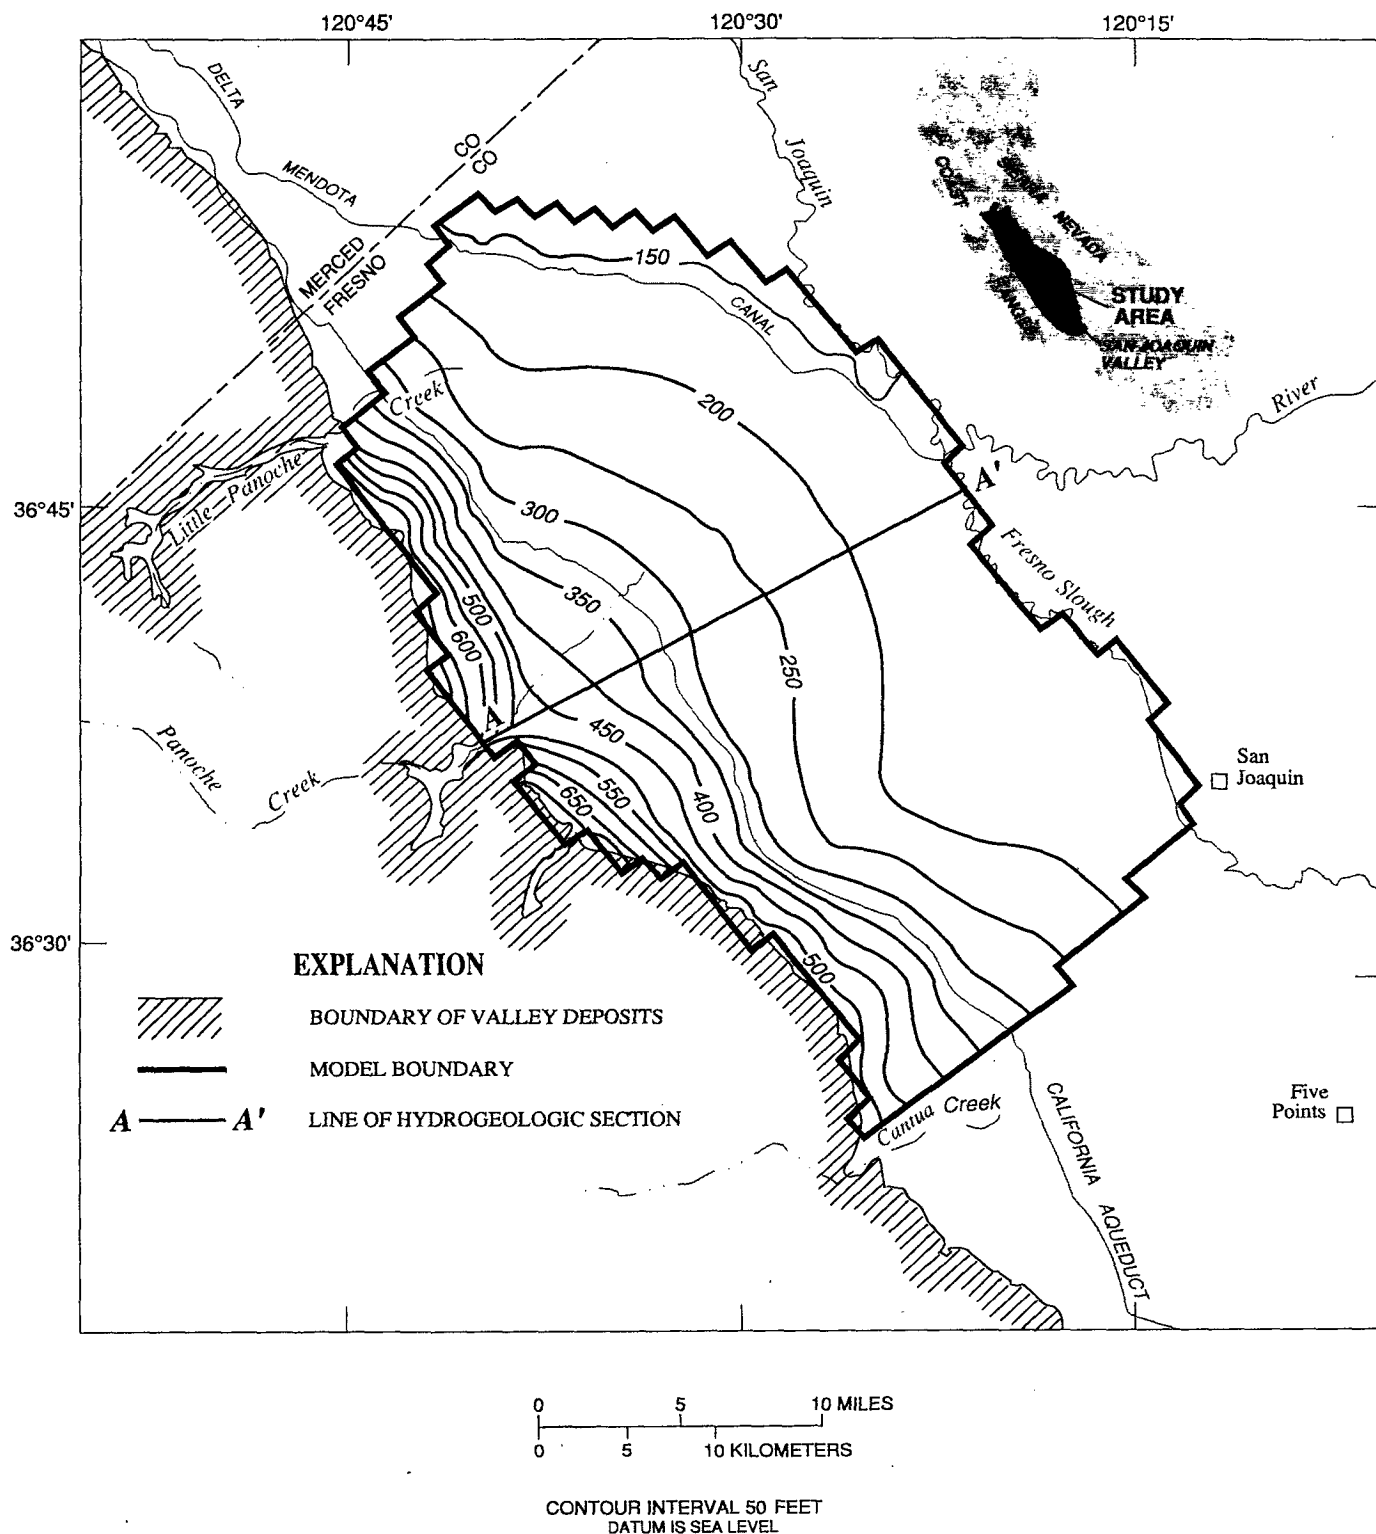 120°45'
120°30'
120°15'
DELTA
MENDOTA
CANAL
CO
CO
MERCED
FRESNO
San
Joaquin
River
COAST
RANGES
SIERRA
NEVADA
STUDY
AREA
SAN JOAQUIN
VALLEY
150
200
250
300
350
400
450
500
550
600
650
500
500
Creek
Little Panoche
36°45'
A'
A
Fresno Slough
Panoche
Creek
San
Joaquin
36°30'
EXPLANATION
BOUNDARY OF VALLEY DEPOSITS
MODEL BOUNDARY
A A' LINE OF HYDROGEOLOGIC SECTION
Cantua Creek
CALIFORNIA AQUEDUCT
Five
Points
0 5 10 MILES
0 5 10 KILOMETERS
CONTOUR INTERVAL 50 FEET
DATUM IS SEA LEVEL